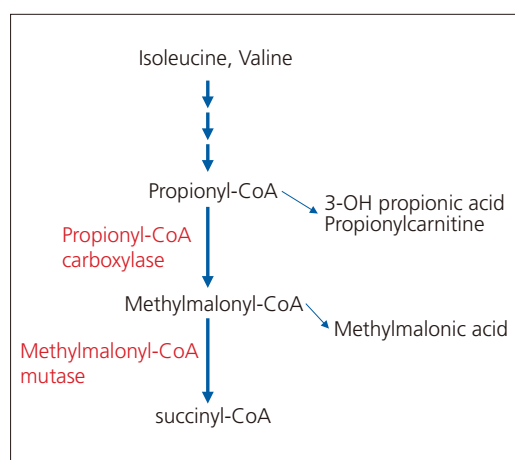 Isoleucine, Valine
Propionyl-CoA
3-OH propionic acid
Propionylcarnitine
Propionyl-CoA
carboxylase
Methylmalonyl-CoA
Methylmalonic acid
Methylmalonyl-CoA
mutase
succinyl-CoA